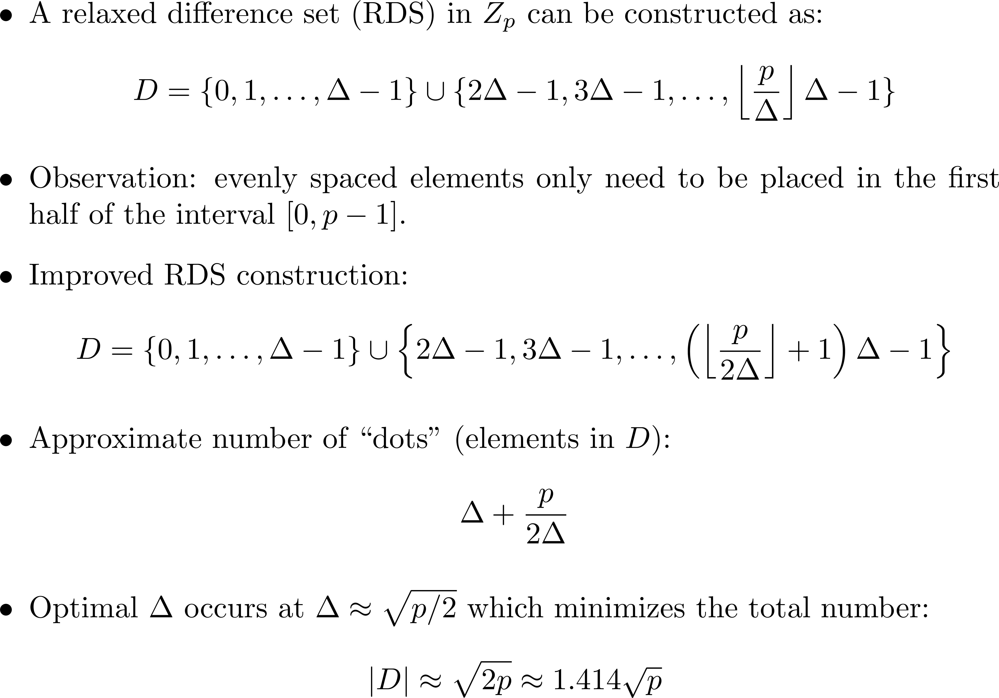 • A relaxed difference set (RDS) in $Z_p$ can be constructed as:
$$D = \{0, 1, \ldots, \Delta - 1\} \cup \{2\Delta - 1, 3\Delta - 1, \ldots, \left\lfloor \frac{p}{\Delta} \right\rfloor \Delta - 1\}$$
• Observation: evenly spaced elements only need to be placed in the first
half of the interval $[0, p - 1]$.
• Improved RDS construction:
$$D = \{0, 1, \ldots, \Delta - 1\} \cup \left\{2\Delta - 1, 3\Delta - 1, \ldots, \left(\left\lfloor \frac{p}{2\Delta} \right\rfloor + 1\right) \Delta - 1\right\}$$
• Approximate number of “dots” (elements in $D$):
$$\Delta + \frac{p}{2\Delta}$$
• Optimal $\Delta$ occurs at $\Delta \approx \sqrt{p/2}$ which minimizes the total number::
$$|D| \approx \sqrt{2p} \approx 1.414\sqrt{p}$$